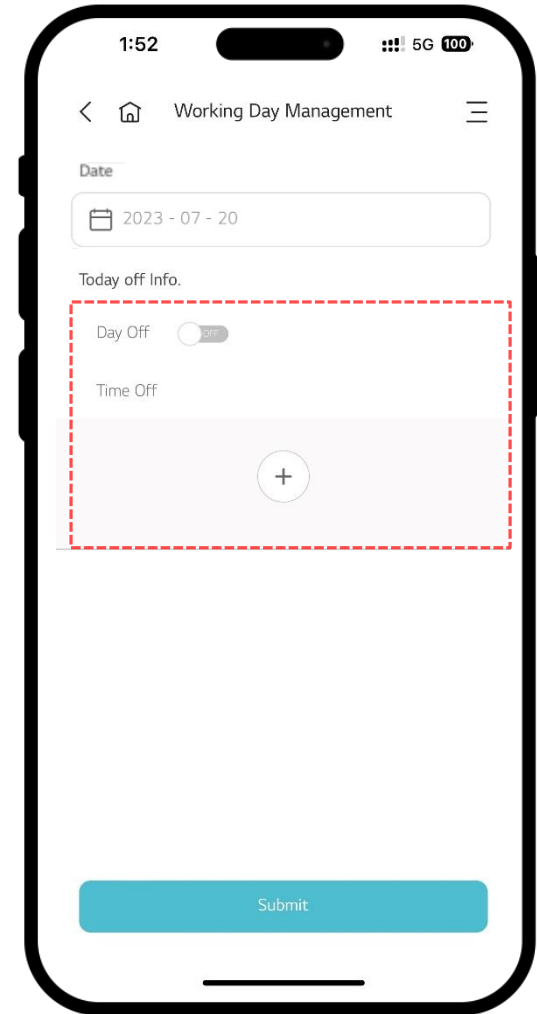 1:52 5G 100
Working Day Management
Date
2023 - 07 - 20
Today off Info.
Day Off OFF
Time Off
+
Submit